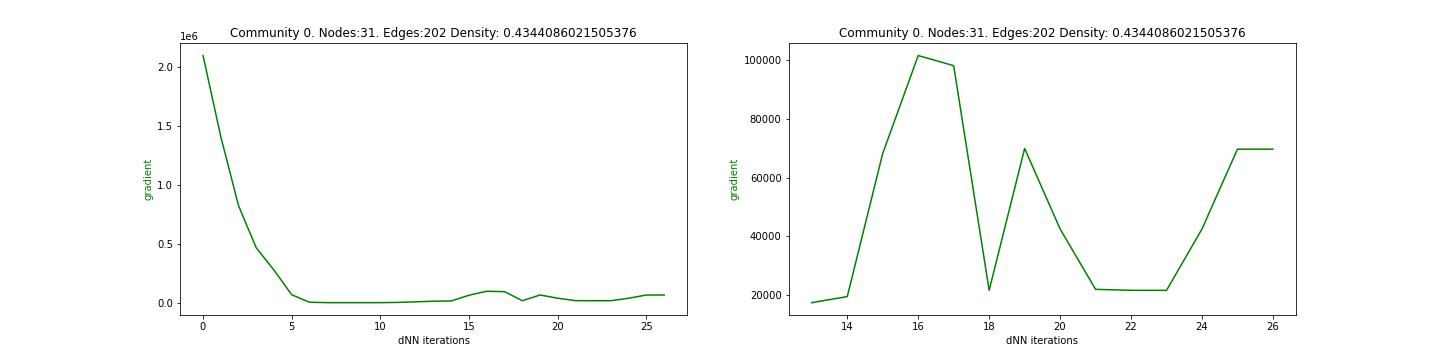 Community 0. Nodes:31. Edges:202 Density: 0.4344086021505376
1e6
2.0
1.5
1.0
0.5
0.0
gradient
0 5 10 15 20 25
dNN iterations
Community 0. Nodes:31. Edges:202 Density: 0.4344086021505376
100000
80000
60000
40000
20000
gradient
14 16 18 20 22 24 26
dNN iterations